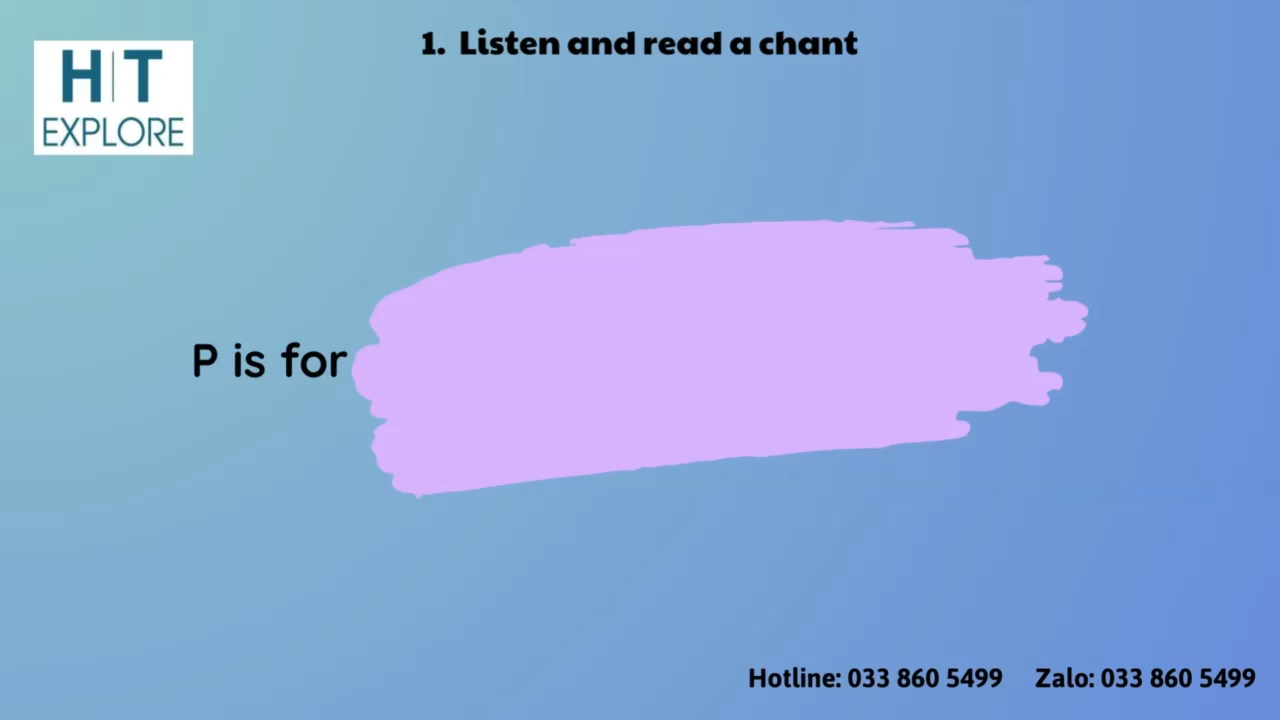 1. Listen and read a chant
H|T
EXPLORE
P is for
Hotline: 033 860 5499 Zalo: 033 860 5499